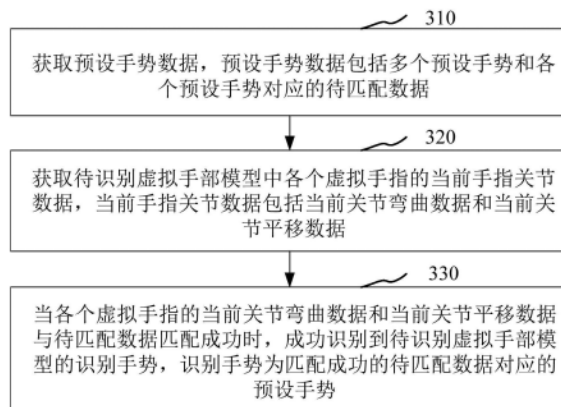 310
获取预设手势数据，预设手势数据包括多个预设手势和各
个预设手势对应的待匹配数据
320
获取待识别虚拟手部模型中各个虚拟手指的当前手指关节
数据，当前手指关节数据包括当前关节弯曲数据和当前关
节平移数据
330
当各个虚拟手指的当前关节弯曲数据和当前关节平移数据
与待匹配数据匹配成功时，成功识别到待识别虚拟手部模
型的识别手势，识别手势为匹配成功的待匹配数据对应的
预设手势